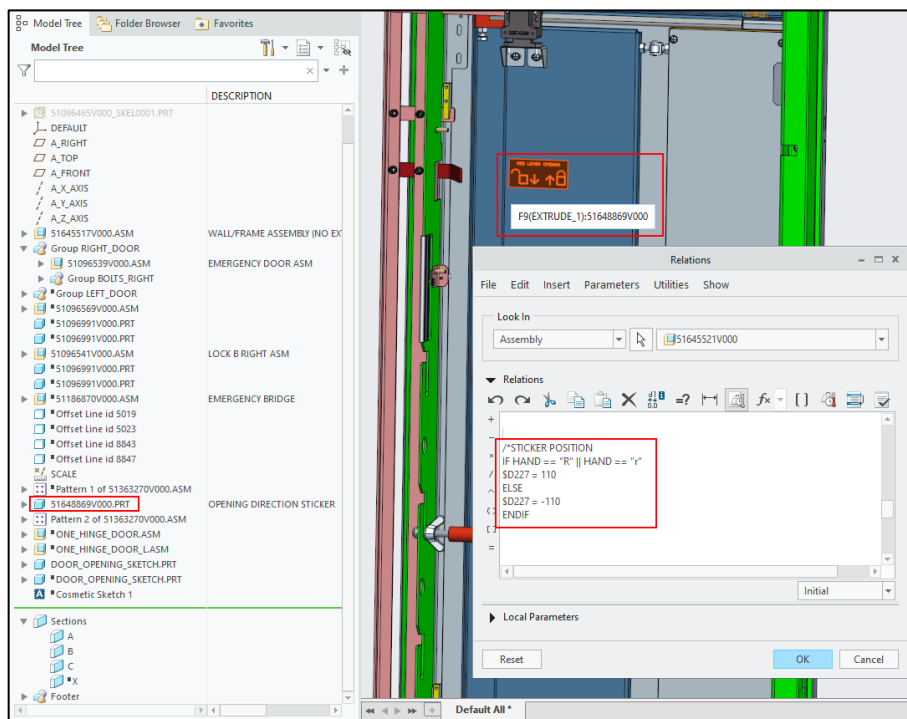 Model Tree
Folder Browser
Favorites
Model Tree
DESCRIPTION
51096465V000_SKEL0001.PRT
DEFAULT
A_RIGHT
A_TOP
A_FRONT
A_X_AXIS
A_Y_AXIS
A_Z_AXIS
51645517V000.ASM WALL/FRAME ASSEMBLY (NO EX
Group RIGHT_DOOR
51096539V000.ASM EMERGENCY DOOR ASM
Group BOLTS_RIGHT
Group LEFT_DOOR
51096569V000.ASM
51096991V000.PRT
51096991V000.PRT
51096541V000.ASM LOCK B RIGHT ASM
51096991V000.PRT
51096991V000.PRT
51186870V000.ASM EMERGENCY BRIDGE
Offset Line id 5019
Offset Line id 5023
Offset Line id 8843
Offset Line id 8847
SCALE
Pattern 1 of 51363270V000.ASM
51648869V000.PRT OPENING DIRECTION STICKER
Pattern 2 of 51363270V000.ASM
ONE_HINGE_DOOR.ASM
ONE_HINGE_DOOR_L.ASM
DOOR_OPENING_SKETCH.PRT
DOOR_OPENING_SKETCH.PRT
Cosmetic Sketch 1
Sections
A
B
C
X
Footer
RED LEVER OPENING
F9(EXTRUDE_1):51648869V000
Relations
File Edit Insert Parameters Utilities Show
Look In
Assembly
51645521V000
Relations
/*STICKER POSITION
IF HAND == "R" || HAND == "r"
$D227 = 110
ELSE
$D227 = -110
ENDIF
Initial
Local Parameters
Reset
OK
Cancel
Default All *